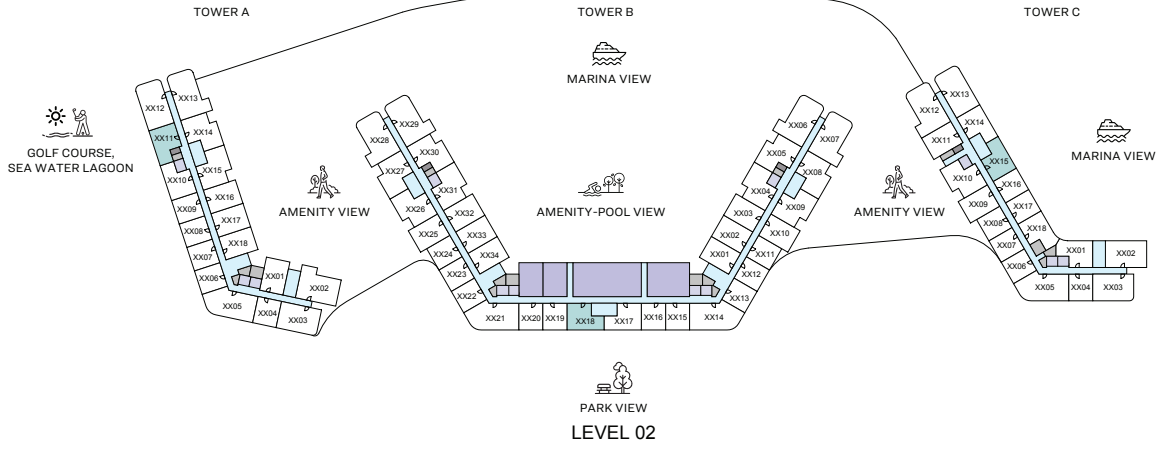 TOWER A
TOWER B
TOWER C
MARINA VIEW
GOLF COURSE,
SEA WATER LAGOON
AMENITY VIEW
AMENITY-POOL VIEW
AMENITY VIEW
MARINA VIEW
XX12
XX13
XX11
XX14
XX10
XX15
XX09
XX16
XX08
XX17
XX07
XX18
XX06
XX01
XX02
XX05
XX04
XX03
XX28
XX29
XX27
XX30
XX26
XX31
XX25
XX32
XX24
XX33
XX23
XX34
XX22
XX21
XX20
XX19
XX18
XX17
XX16
XX15
XX14
XX13
XX12
XX01
XX11
XX02
XX10
XX03
XX09
XX04
XX08
XX05
XX07
XX06
XX12
XX13
XX11
XX14
XX10
XX15
XX09
XX16
XX08
XX17
XX07
XX18
XX06
XX01
XX02
XX05
XX04
XX03
PARK VIEW
LEVEL 02